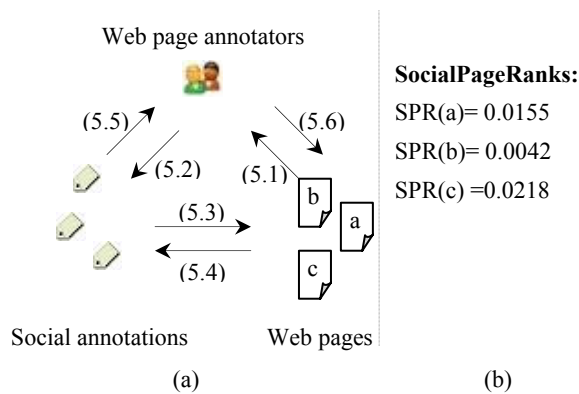 Web page annotators
(5.5)
(5.6)
(5.2)
(5.1)
(5.3)
(5.4)
b
a
c
Social annotations
Web pages
(a)
SocialPageRanks:
SPR(a)= 0.0155
SPR(b)= 0.0042
SPR(c) =0.0218
(b)